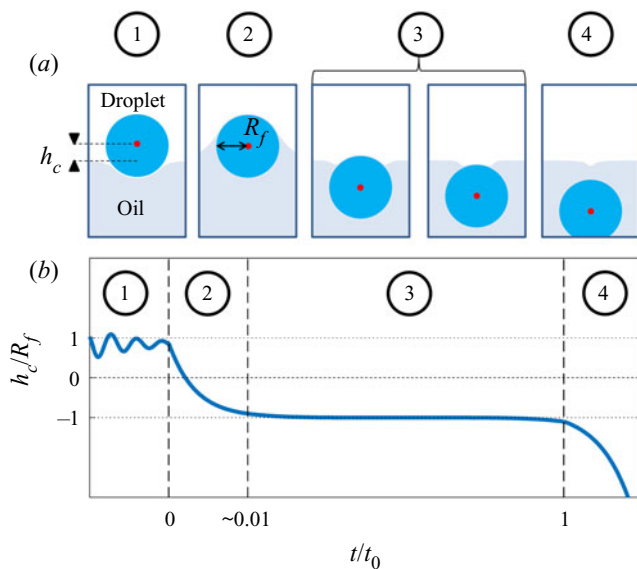 1 2 3 4
(a)
Droplet
h_c
R_f
Oil
(b)
1 2 3 4
h_c/R_f
1
0
–1
0 ~0.01 1
t/t_0